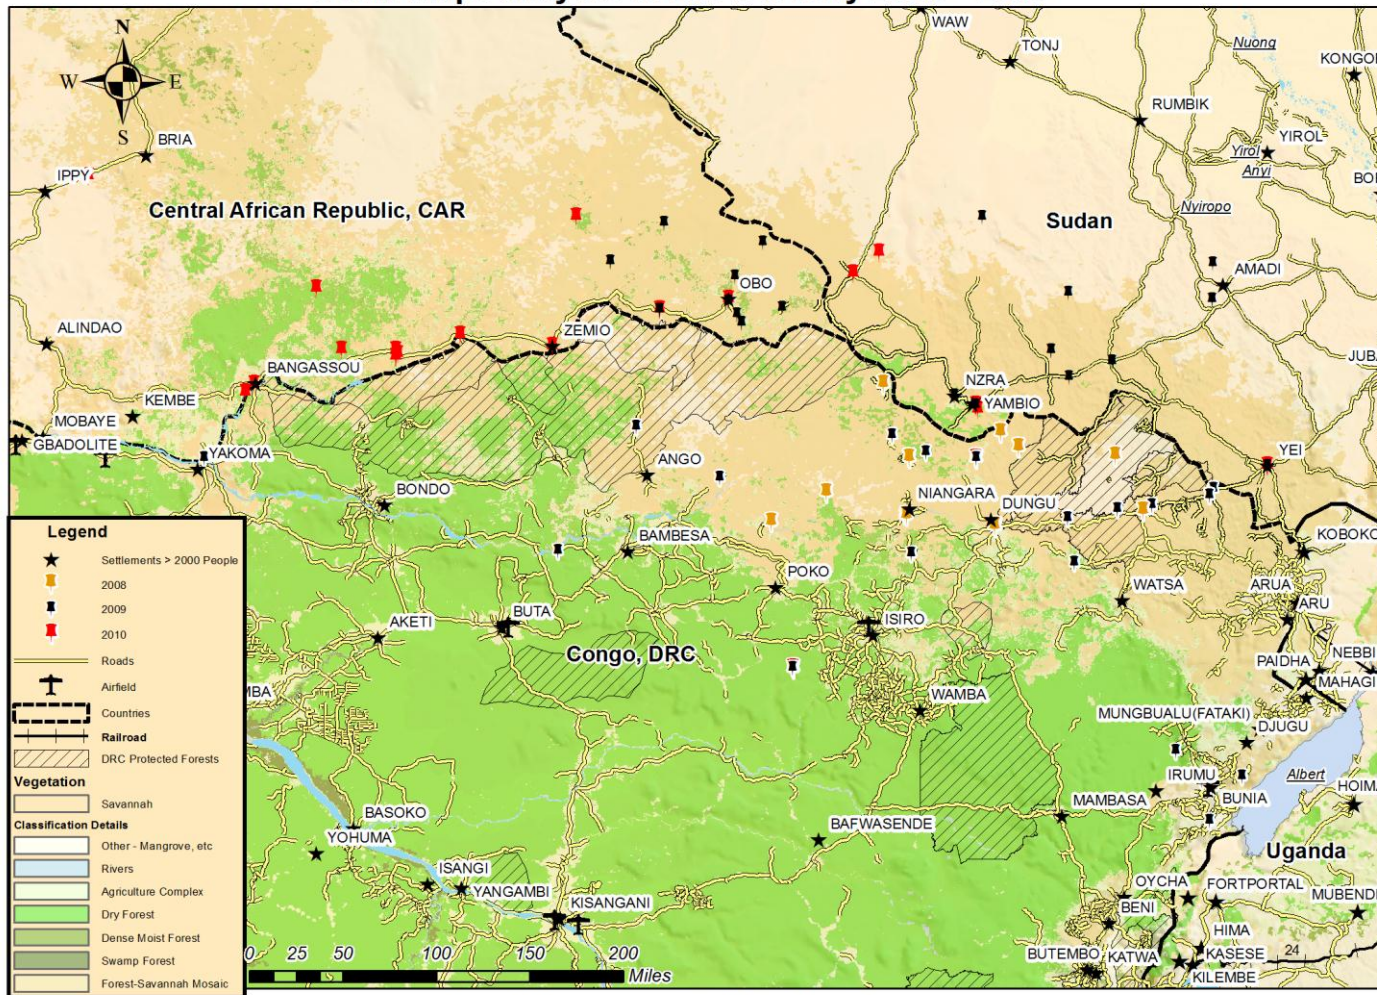 N
W E
S
WAW
TONJ
Nuong
RUMBIK
YIROL
Yirol
Anyi
BRIA
IPPY
Central African Republic, CAR
Nyiropo
Sudan
AMADI
OBO
ALINDAO
ZEMIO
BANGASSOU
NZRA
YAMBIO
KEMBE
MOBAYE
GBADOLITE
YAKOMA
YEI
ANGO
BONDO
NIANGARA
DUNGU
BAMBESA
KOBOKO
POKO
WATSA
ARUA
ARU
AKETI
BUTA
ISIRO
Congo, DRC
PAIDHA
NEBBI
MAHAGI
WAMBA
MUNGBUALU(FATAKI)
DJUGU
IRUMU
Albert
BUNIA
MAMBASA
BASOKO
YOHUMA
BAFWASENDE
Uganda
ISANGI
YANGAMBI
KISANGANI
OYCHA
FORTPORTAL
BENI
HIMA
BUTEMBO
KATWA
KASESE
KILEMBE
24
0 25 50 100 150 200
Miles
Legend
Settlements > 2000 People
2008
2009
2010
Roads
Airfield
Countries
Railroad
DRC Protected Forests
Vegetation
Savannah
Classification Details
Other - Mangrove, etc
Rivers
Agriculture Complex
Dry Forest
Dense Moist Forest
Swamp Forest
Forest-Savannah Mosaic